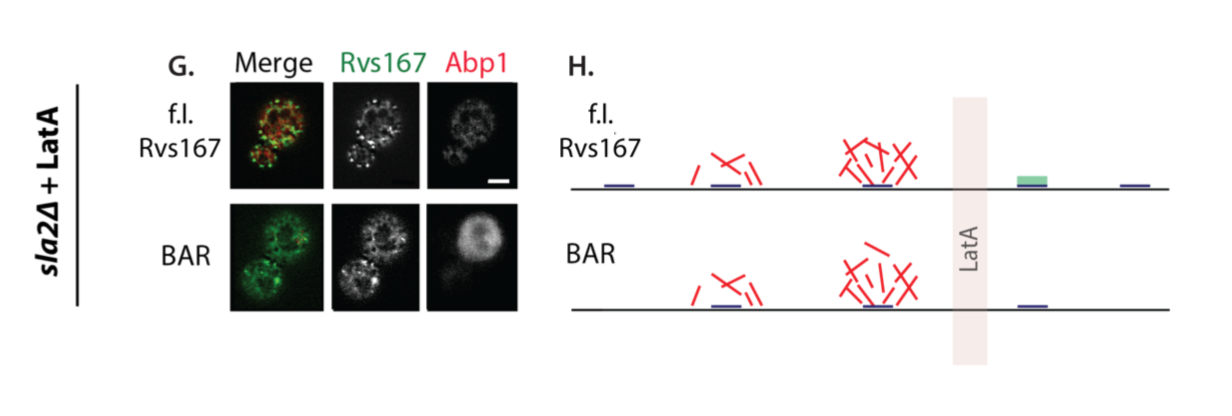 sla2Δ + LatA
G. Merge Rvs167 Abp1
f.l.
Rvs167
BAR
H.
f.l.
Rvs167
BAR
LatA